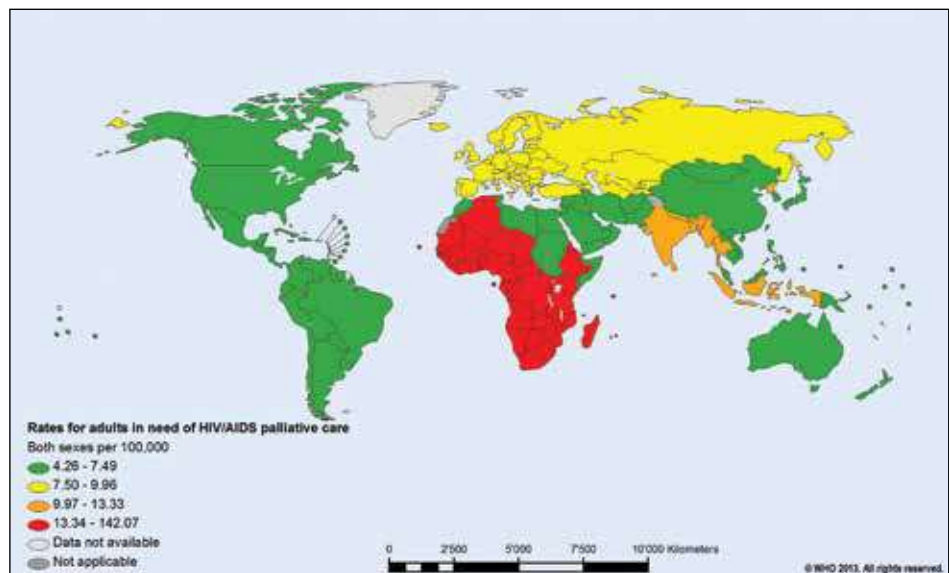 Rates for adults in need of HIV/AIDS palliative care
Both sexes per 100,000
4.26 - 7.49
7.50 - 9.96
9.97 - 13.33
13.34 - 142.07
Data not available
Not applicable
0 2'500 5'000 7'500 10'000 Kilometers
© WHO 2013. All rights reserved.